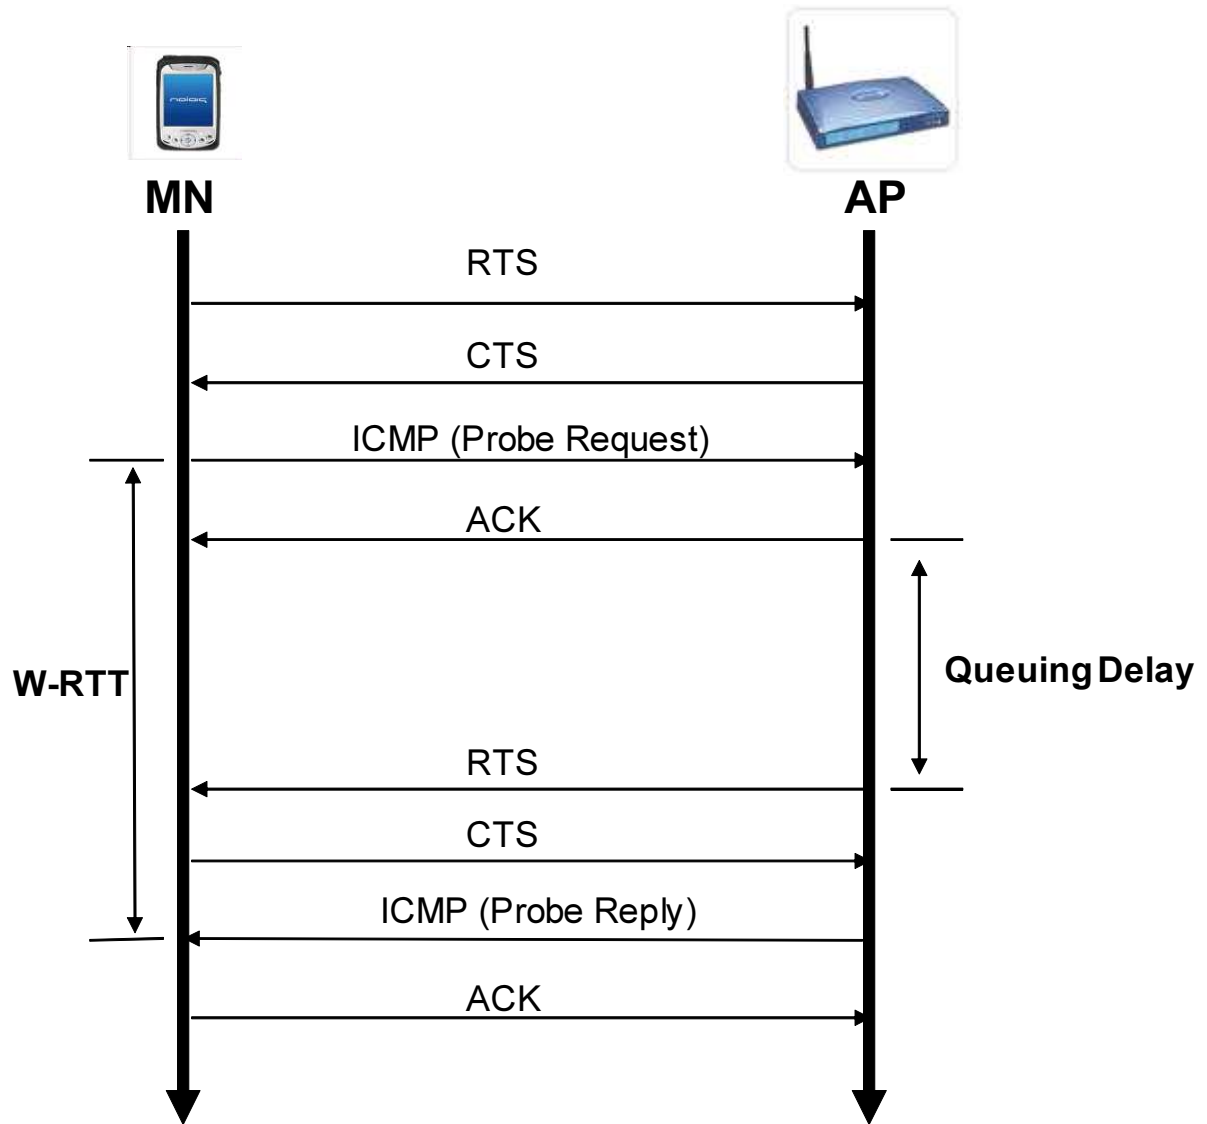 MN
AP
RTS
CTS
ICMP (Probe Request)
ACK
W-RTT
Queuing Delay
RTS
CTS
ICMP (Probe Reply)
ACK